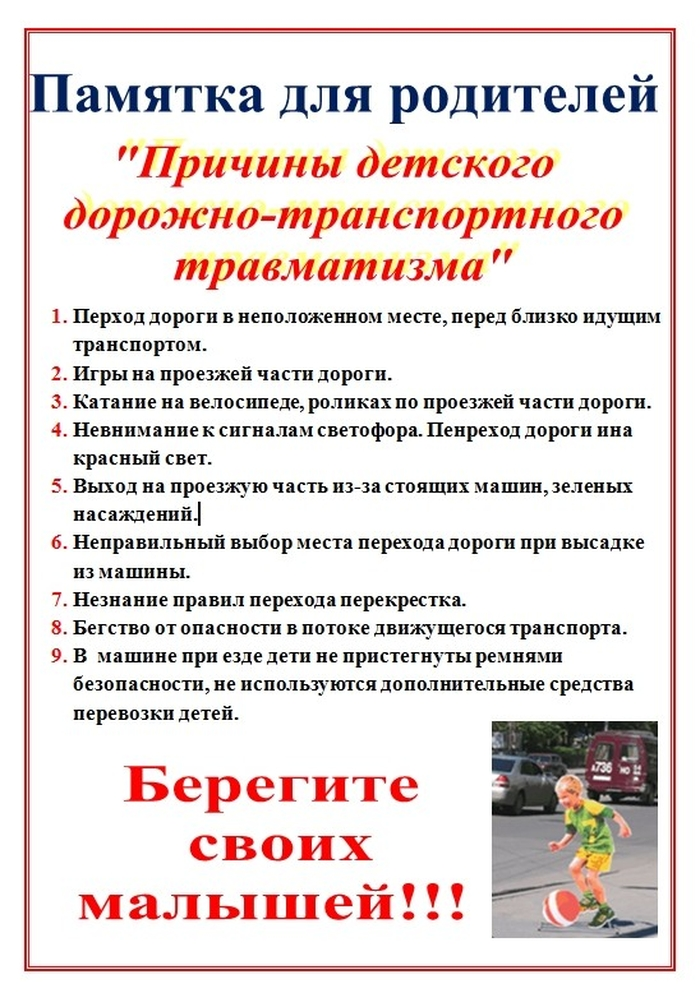 Памятка для родителей
"Причины детского
дорожно-транспортного
травматизма"
1. Перход дороги в неположенном месте, перед близко идущим
транспортом.
2. Игры на проезжей части дороги.
3. Катание на велосипеде, роликах по проезжей части дороги.
4. Невнимание к сигналам светофора. Пенреход дороги ина
красный свет.
5. Выход на проезжую часть из-за стоящих машин, зеленых
насаждений.
6. Неправильный выбор места перехода дороги при высадке
из машины.
7. Незнание правил перехода перекрестка.
8. Бегство от опасности в потоке движущегося транспорта.
9. В  машине при езде дети не пристегнуты ремнями
безопасности, не используются дополнительные средства
перевозки детей.
Берегите
своих
малышей!!!
А736 НО